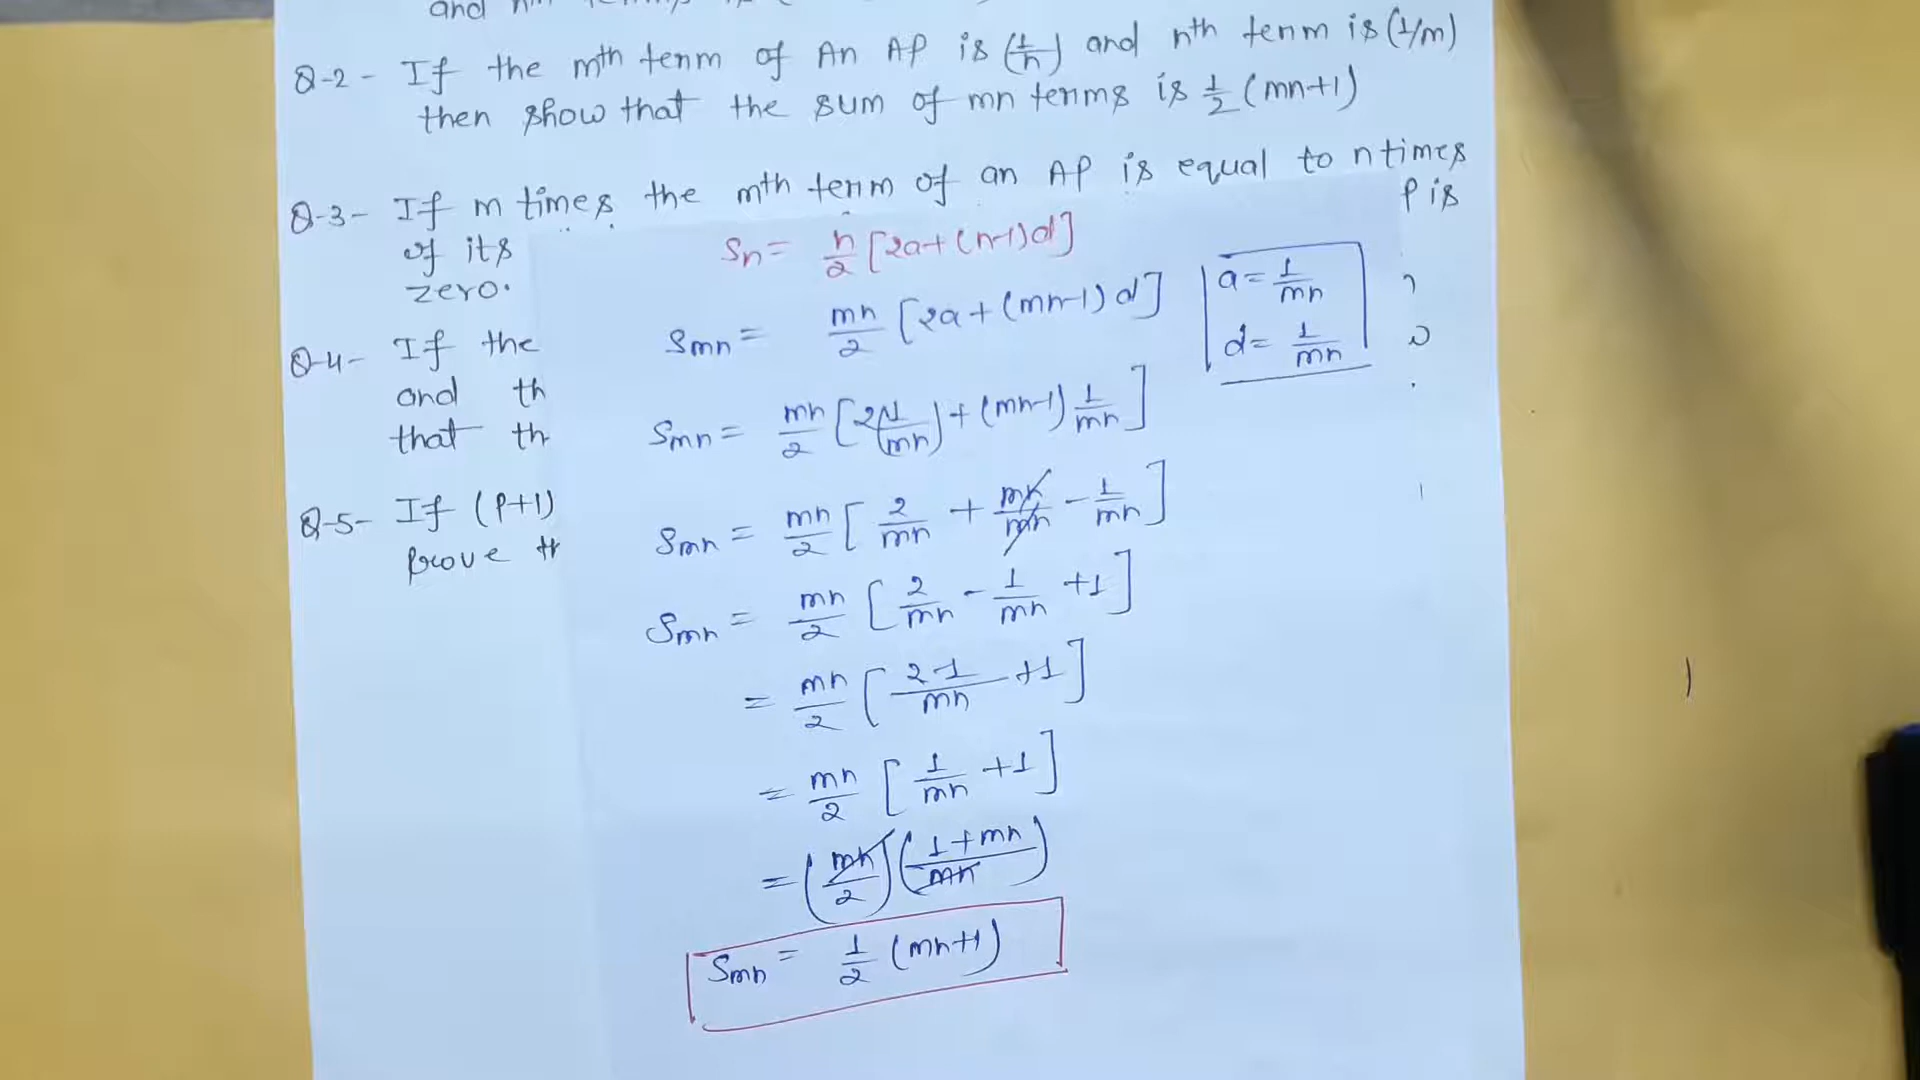 and
Q-2- If the mth term of An AP is (1/n) and nth term is (1/m)
then show that the sum of mn terms is 1/2 (mn+1)
Q-3- If m times the mth term of an AP is equal to n times
of its
P is
zero.
Q-4- If the
and th
that th
Q-5- If (P+1)
prove th
Sn = n/2 [2a+(n-1)d]
Smn = mn/2 [2a+(mn-1)d]
a = 1/mn
d = 1/mn
Smn = mn/2 [2(1/mn)+(mn-1) 1/mn]
Smn = mn/2 [2/mn + mn/mn - 1/mn]
Smn = mn/2 [2/mn - 1/mn +1]
= mn/2 [2-1/mn +1]
= mn/2 [1/mn +1]
= (mn/2)(1+mn/mn)
Smn = 1/2 (mn+1)